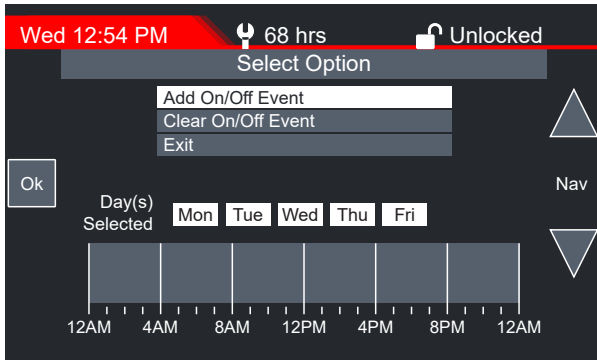 Wed 12:54 PM 68 hrs Unlocked
Select Option
Add On/Off Event
Clear On/Off Event
Exit
Ok
Nav
Day(s)
Selected
Mon Tue Wed Thu Fri
12AM 4AM 8AM 12PM 4PM 8PM 12AM